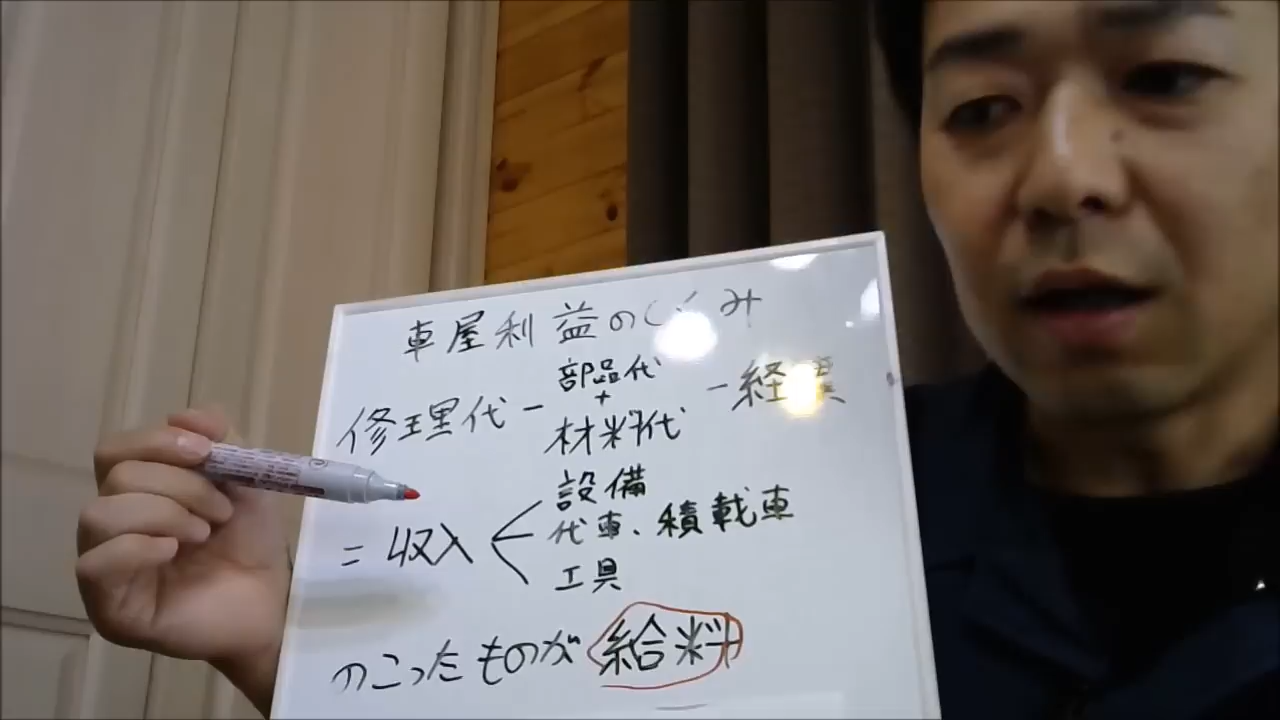 車屋利益のしくみ
部品代
修理代− + −経費
材料代
設備
= 収入 代車、積載車
工具
のこったものが給料